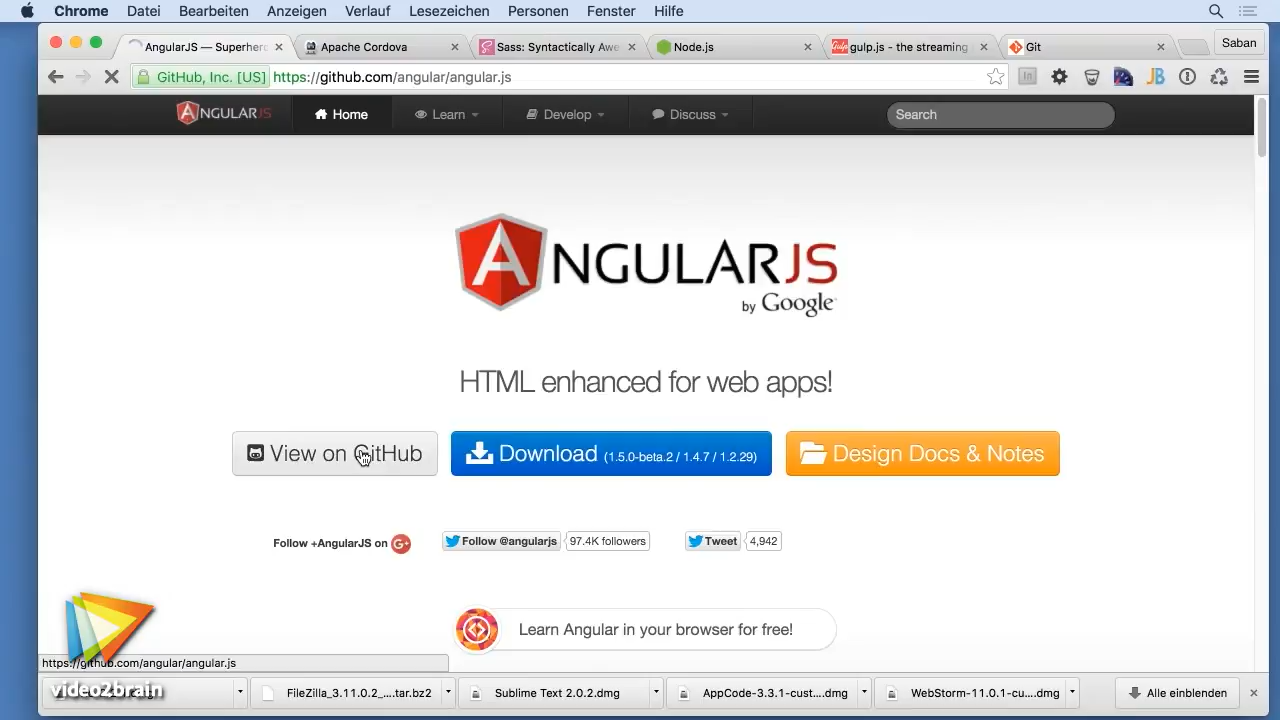 Chrome Datei Bearbeiten Anzeigen Verlauf Lesezeichen Personen Fenster Hilfe
AngularJS — Superhero Apache Cordova Sass: Syntactically Awe Node.js gulp.js - the streaming Git Saban
GitHub, Inc. [US] https://github.com/angular/angular.js
ANGULARJS Home Learn Develop Discuss Search
ANGULARJS
by Google
HTML enhanced for web apps!
View on GitHub Download (1.5.0-beta.2 / 1.4.7 / 1.2.29) Design Docs & Notes
Follow +AngularJS on Follow @angularjs 97.4K followers Tweet 4,942
Learn Angular in your browser for free!
https://github.com/angular/angular.js
video2brain FileZilla_3.11.0.2_....tar.bz2 Sublime Text 2.0.2.dmg AppCode-3.3.1-cust....dmg WebStorm-11.0.1-cu....dmg Alle einblenden